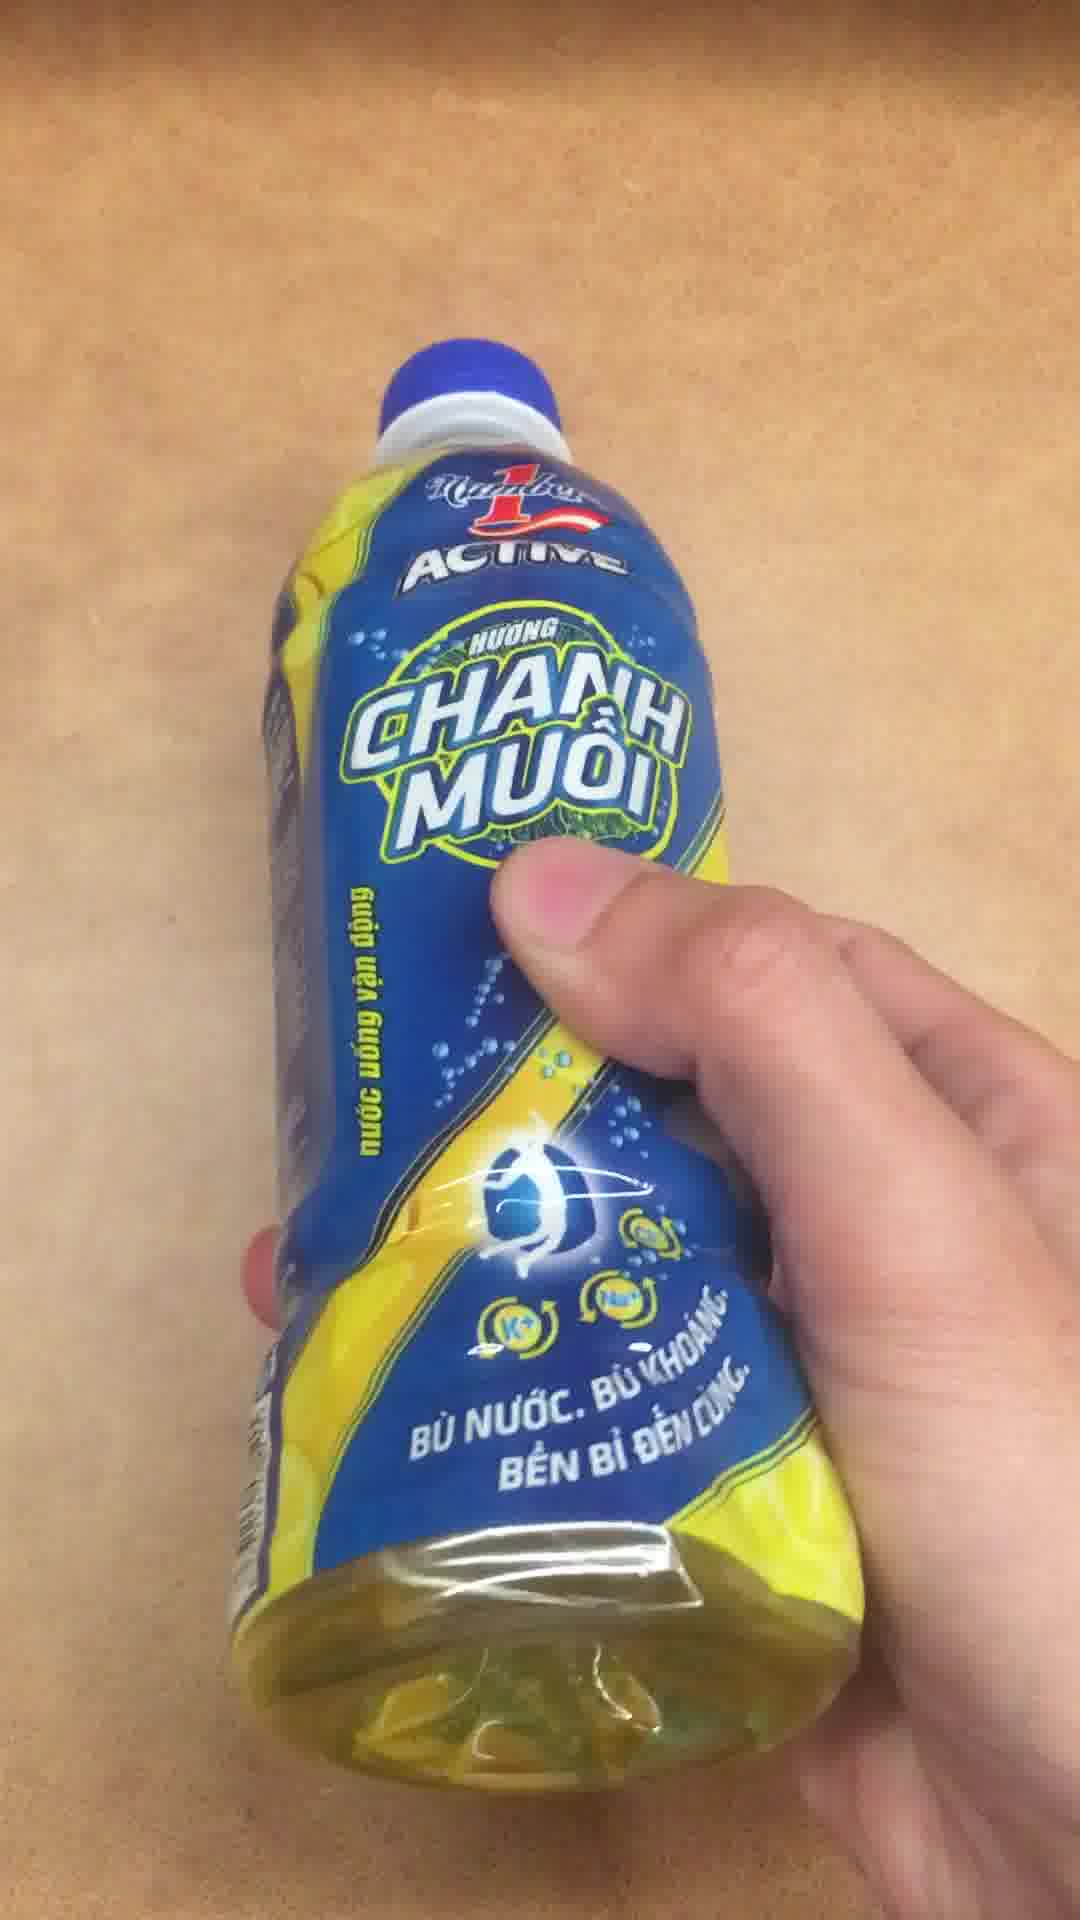 Number 1
ACTIVE
HƯƠNG
CHANH
MUỐI
nước uống vận động
K+
Na+
BÙ NƯỚC. BÙ KHOÁNG.
BỀN BỈ ĐẾN CÙNG.